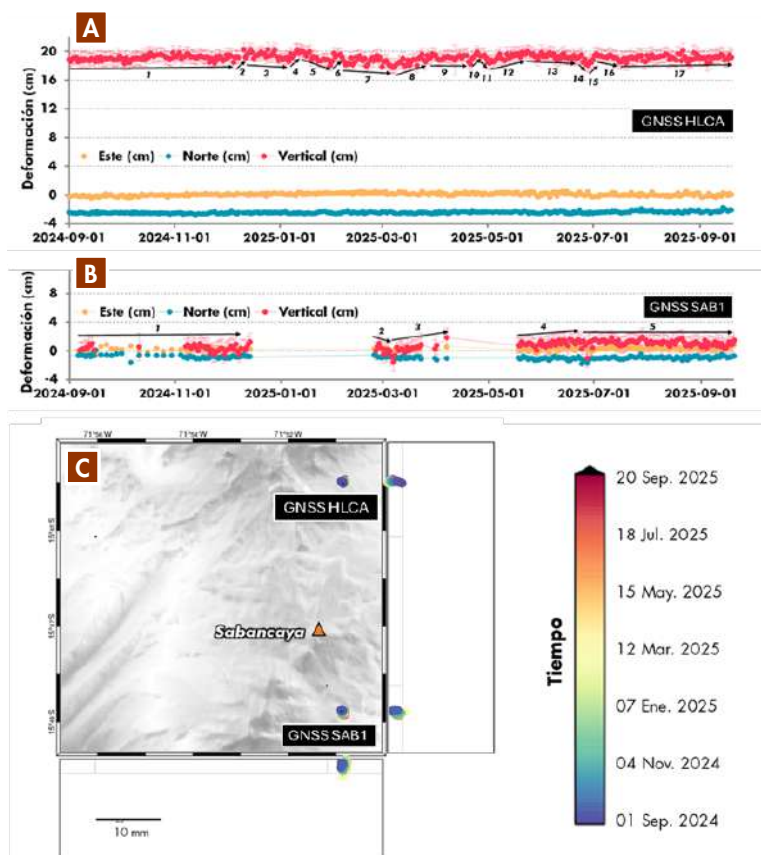 A
20
16
12
8
4
0
-4
Deformación (cm)
1 2 3 4 5 6 7 8 9 10 11 12 13 14 15 16 17
GNSS HLCA
Este (cm) Norte (cm) Vertical (cm)
2024-09-01 2024-11-01 2025-01-01 2025-03-01 2025-05-01 2025-07-01 2025-09-01
B
8
4
0
-4
Deformación (cm)
Este (cm) Norte (cm) Vertical (cm)
GNSS SAB1
1 2 3 4 5
2024-09-01 2024-11-01 2025-01-01 2025-03-01 2025-05-01 2025-07-01 2025-09-01
C
GNSS HLCA
Sabancaya
GNSS SAB1
10 mm
Tiempo
20 Sep. 2025
18 Jul. 2025
15 May. 2025
12 Mar. 2025
07 Ene. 2025
04 Nov. 2024
01 Sep. 2024